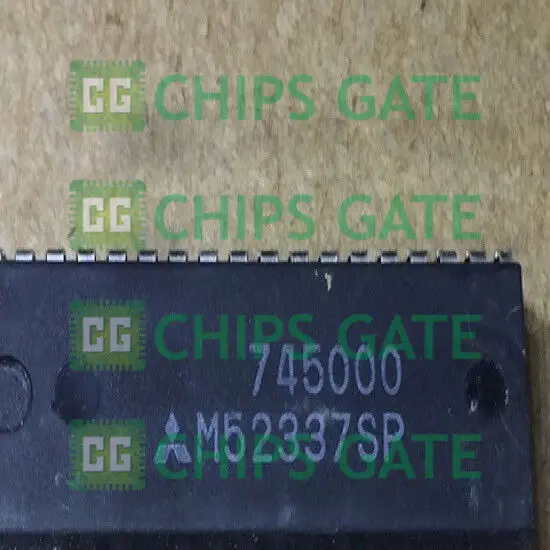 CG CHIPS GATE
CG CHIPS GATE
CG CHIPS GATE
745000
M52337SP
CG CHIPS GATE